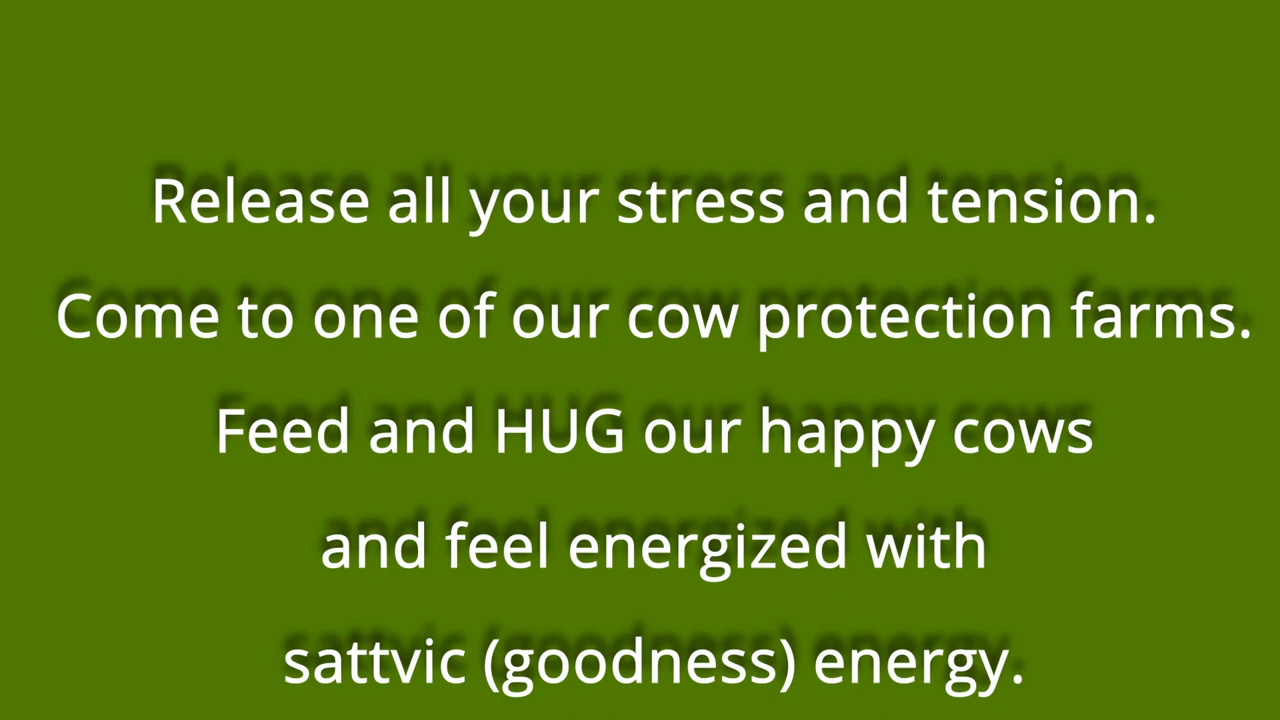 Release all your stress and tension.
Come to one of our cow protection farms.
Feed and HUG our happy cows
and feel energized with
sattvic (goodness) energy.